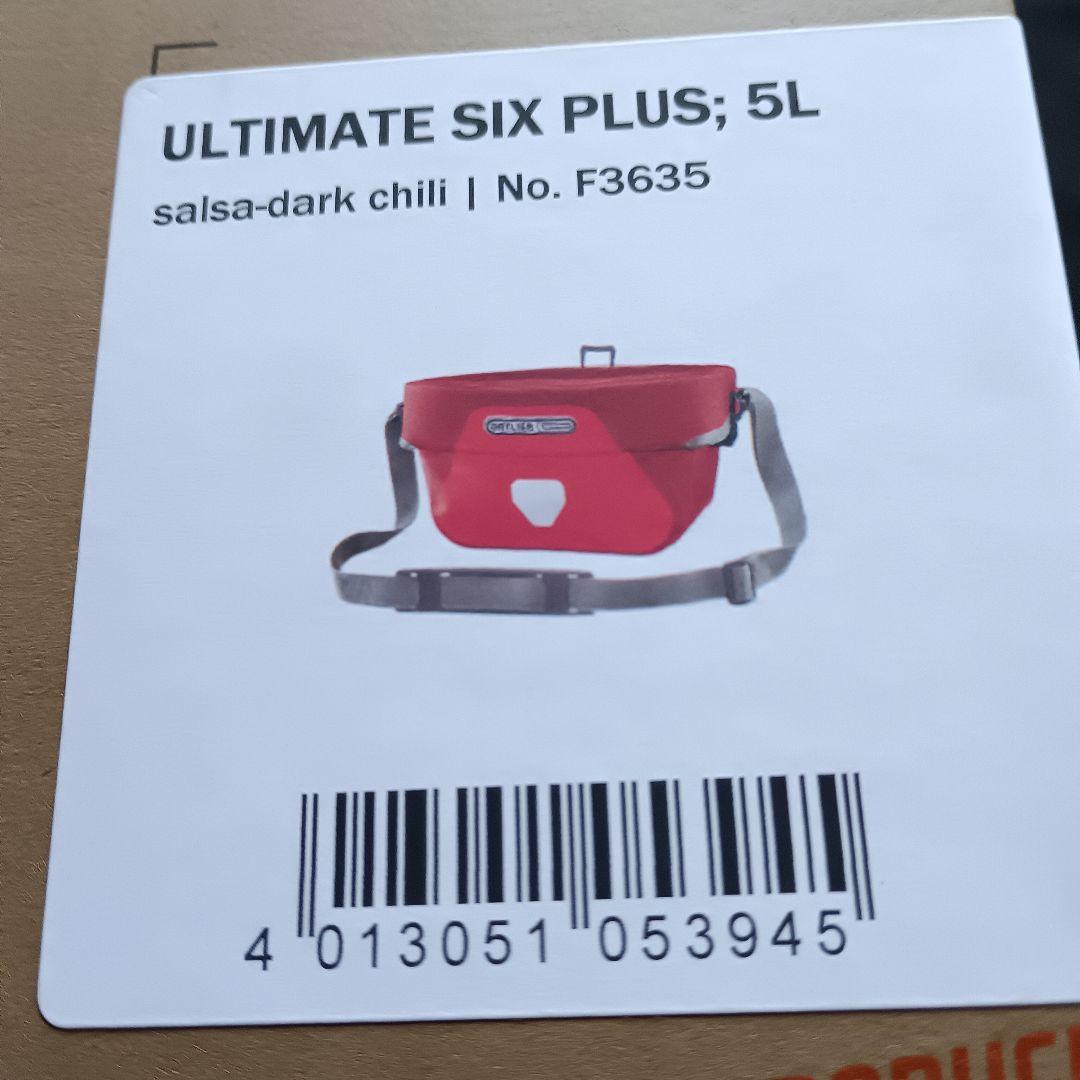 ULTIMATE SIX PLUS; 5L
salsa-dark chili | No. F3635
ORTLIEB
4 013051 053945